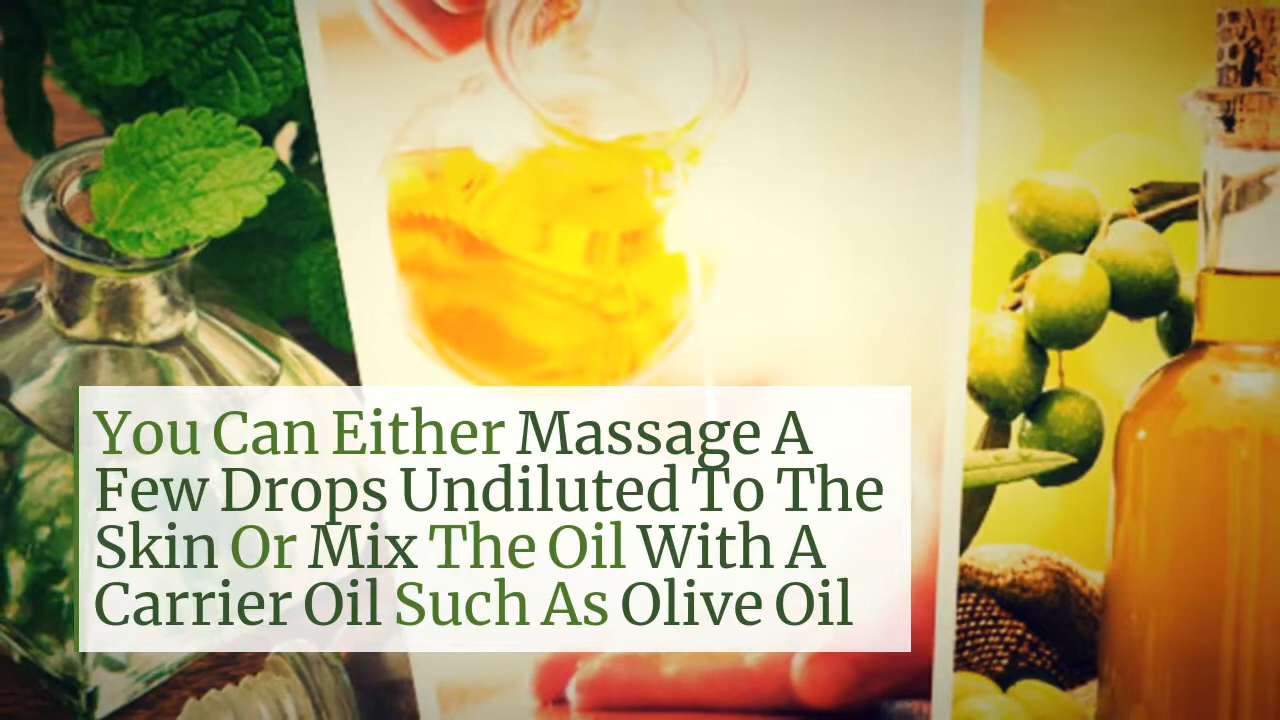 You Can Either Massage A
Few Drops Undiluted To The
Skin Or Mix The Oil With A
Carrier Oil Such As Olive Oil